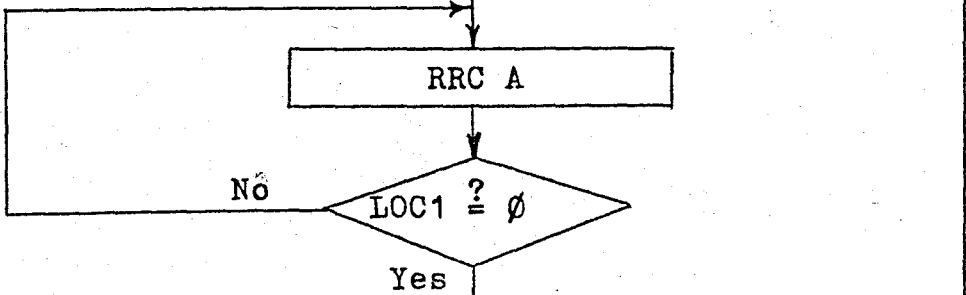 RRC A
No
LOC1 ≟ ∅
Yes